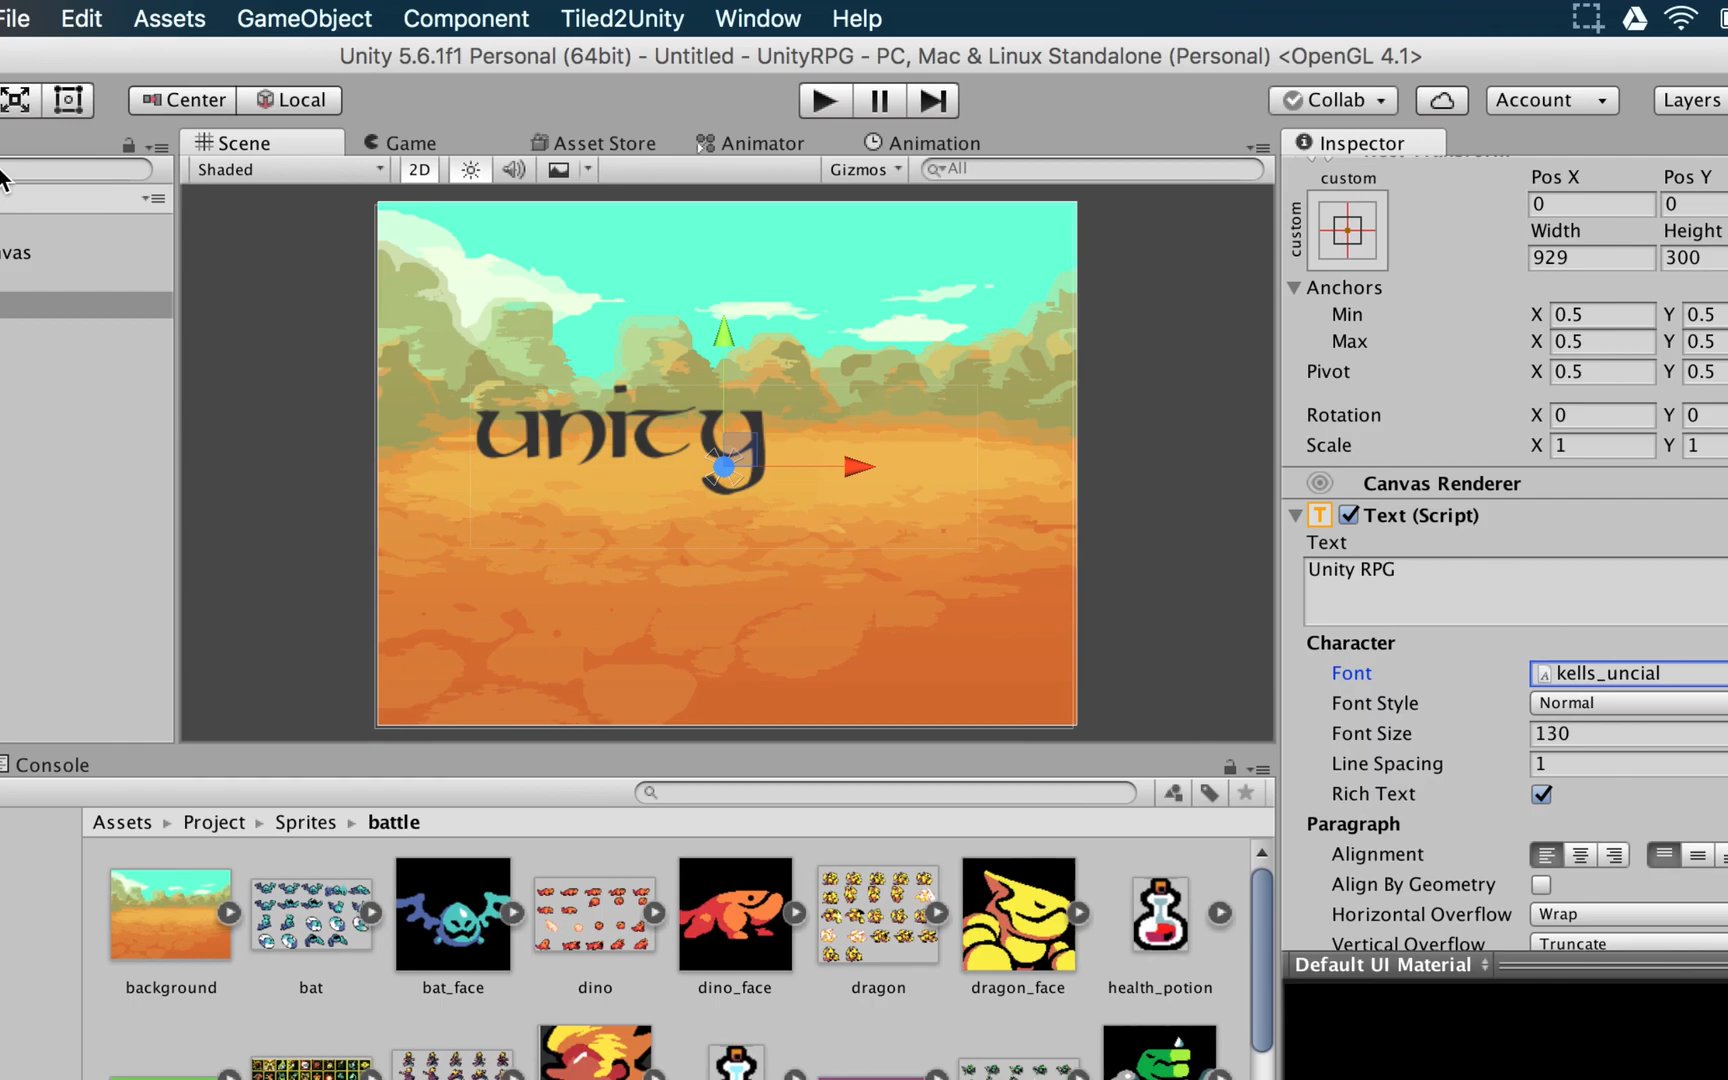 File Edit Assets GameObject Component Tiled2Unity Window Help
Unity 5.6.1f1 Personal (64bit) - Untitled - UnityRPG - PC, Mac & Linux Standalone (Personal) <OpenGL 4.1>
Center Local Collab Account Layers
Scene Game Asset Store Animator Animation
Shaded 2D Gizmos All
unity
Console
Assets Project Sprites battle
background bat bat_face dino dino_face dragon dragon_face health_potion
Inspector
custom Pos X Pos Y
custom 0 0
Width Height
929 300
Anchors
Min X 0.5 Y 0.5
Max X 0.5 Y 0.5
Pivot X 0.5 Y 0.5
Rotation X 0 Y 0
Scale X 1 Y 1
Canvas Renderer
T Text (Script)
Text
Unity RPG
Character
Font kells_uncial
Font Style Normal
Font Size 130
Line Spacing 1
Rich Text
Paragraph
Alignment
Align By Geometry
Horizontal Overflow Wrap
Vertical Overflow Truncate
Default UI Material